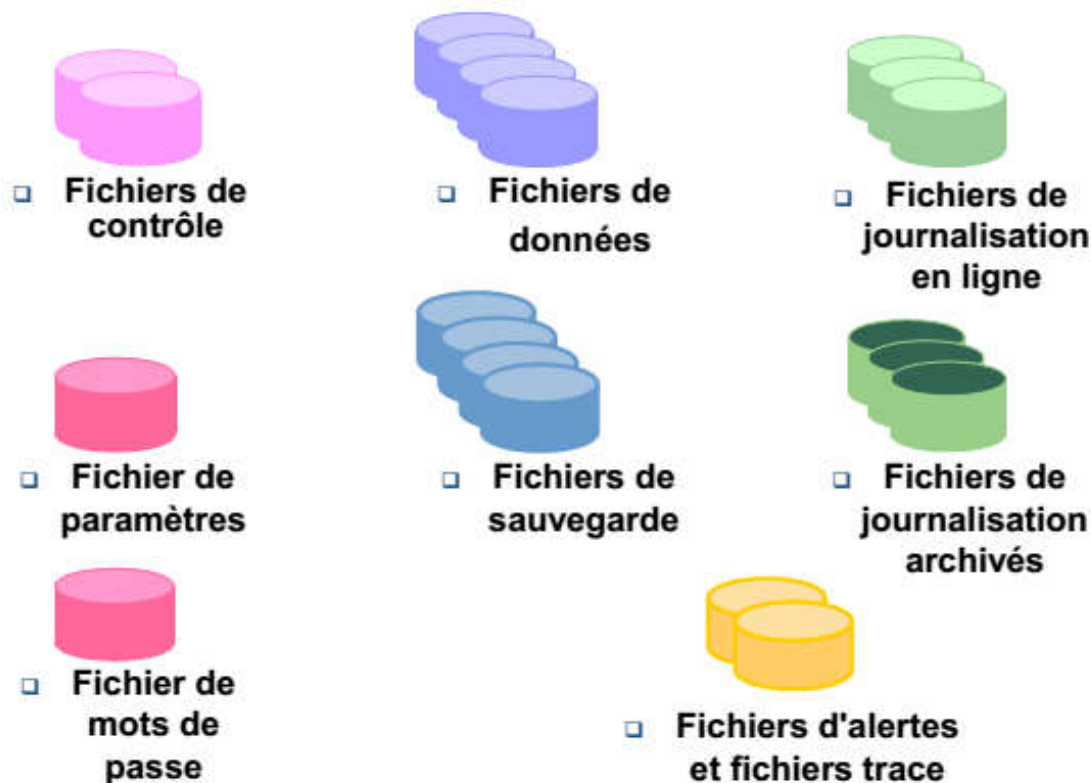 Fichiers de
contrôle
Fichiers de
données
Fichiers de
journalisation
en ligne
Fichier de
paramètres
Fichiers de
sauvegarde
Fichiers de
journalisation
archivés
Fichier de
mots de
passe
Fichiers d'alertes
et fichiers trace